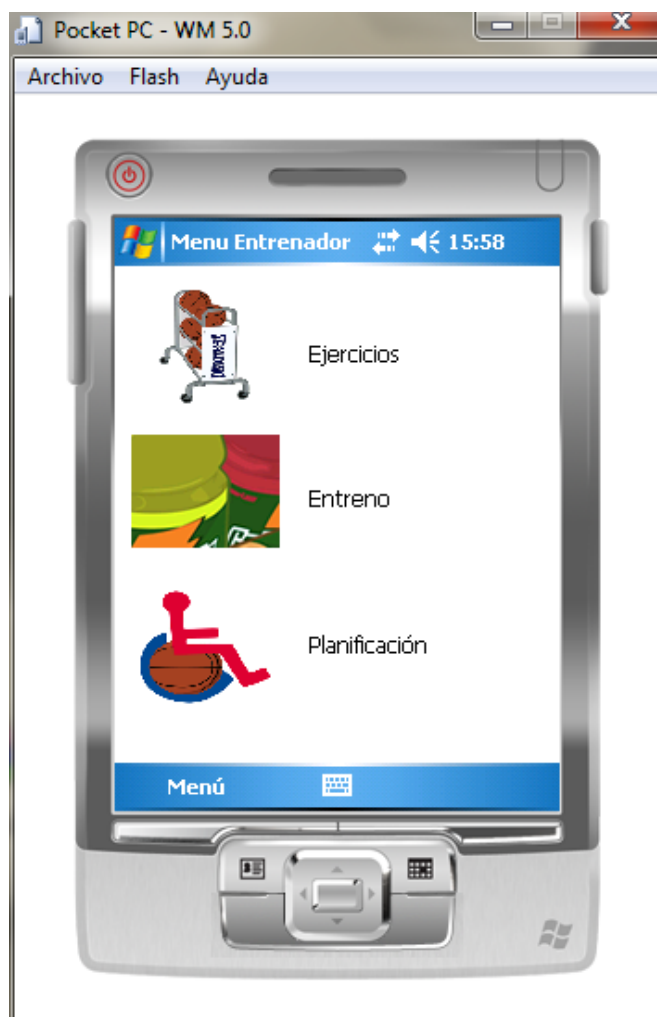 Pocket PC - WM 5.0
Archivo Flash Ayuda
Menu Entrenador 15:58
Ejercicios
Entreno
Planificación
Menú